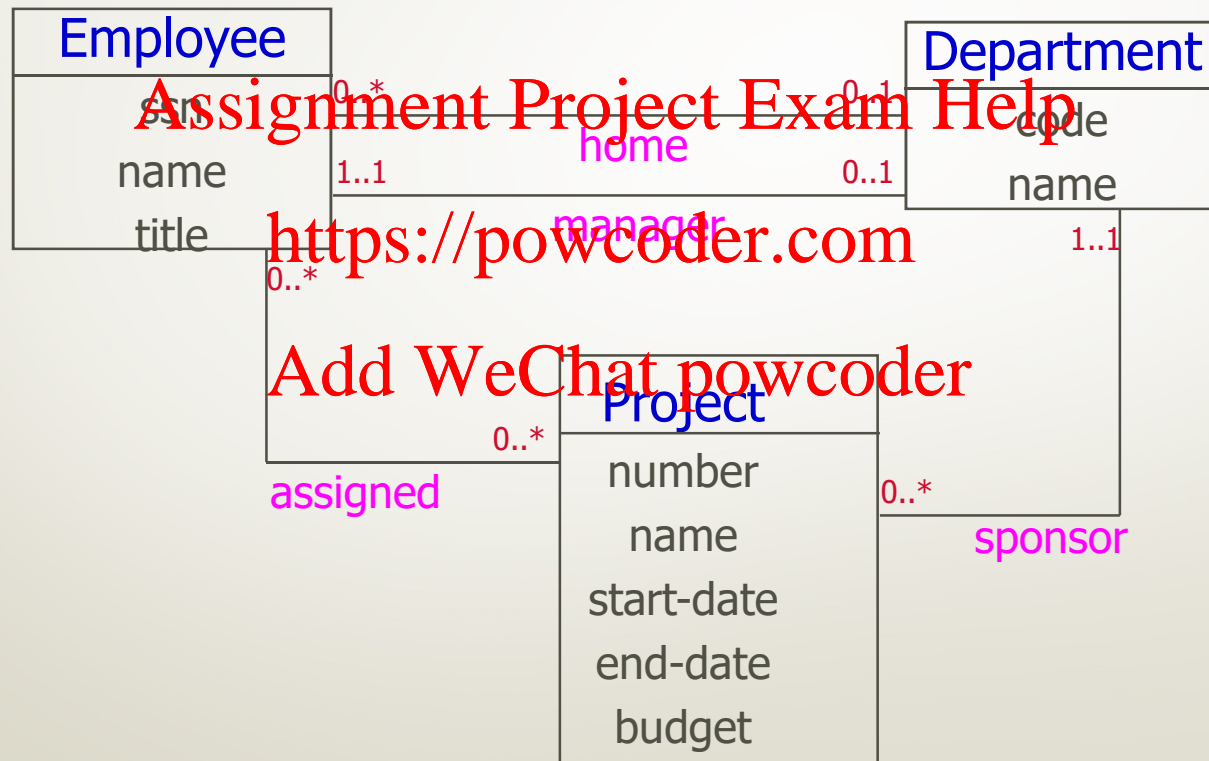 Employee
Department
Assignment Project Exam Help
ssn
0..*
0..1
code
home
name
1..1
0..1
name
title
https://powcoder.com
manager
1..1
0..*
Add WeChat powcoder
Project
0..*
number
assigned
0..*
name
sponsor
start-date
end-date
budget